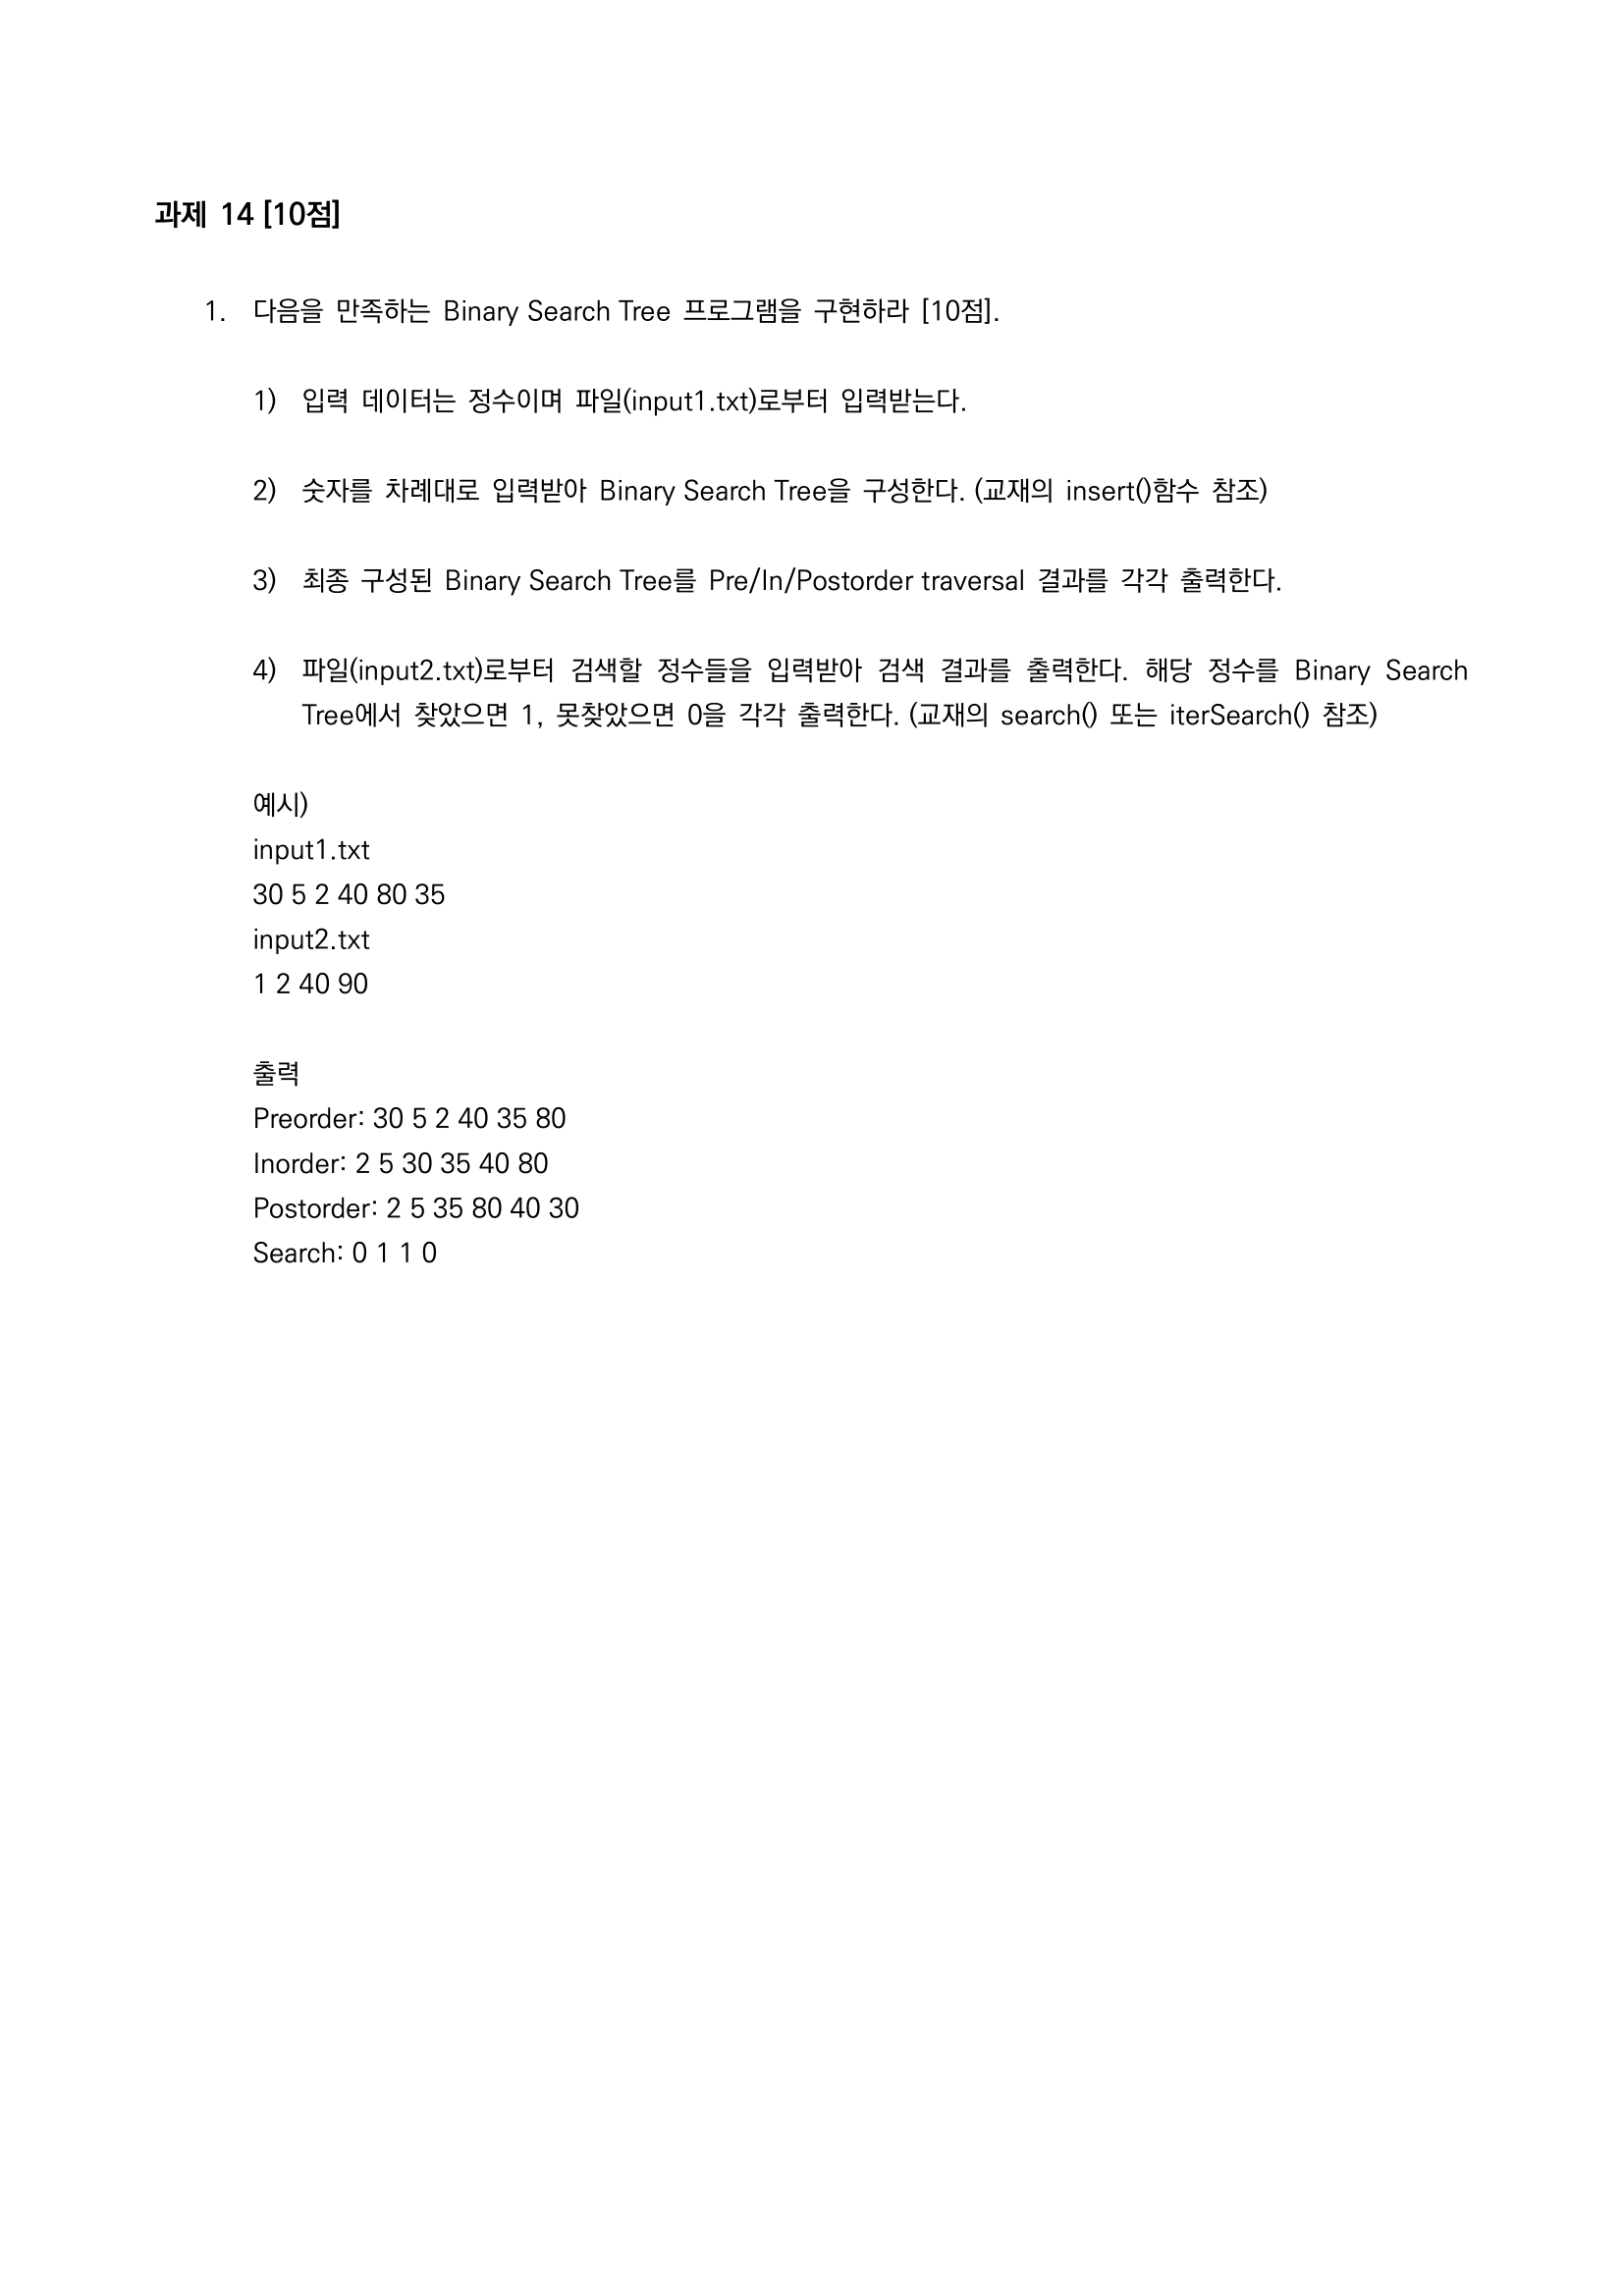 과제 14 [10점]
1. 다음을 만족하는 Binary Search Tree 프로그램을 구현하라 [10점].
1) 입력 데이터는 정수이며 파일(input1.txt)로부터 입력받는다.
2) 숫자를 차례대로 입력받아 Binary Search Tree을 구성한다. (교재의 insert()함수 참조)
3) 최종 구성된 Binary Search Tree를 Pre/In/Postorder traversal 결과를 각각 출력한다.
4) 파일(input2.txt)로부터 검색할 정수들을 입력받아 검색 결과를 출력한다. 해당 정수를 Binary Search
Tree에서 찾았으면 1, 못찾았으면 0을 각각 출력한다. (교재의 search() 또는 iterSearch() 참조)
예시)
input1.txt
30 5 2 40 80 35
input2.txt
1 2 40 90
출력
Preorder: 30 5 2 40 35 80
Inorder: 2 5 30 35 40 80
Postorder: 2 5 35 80 40 30
Search: 0 1 1 0